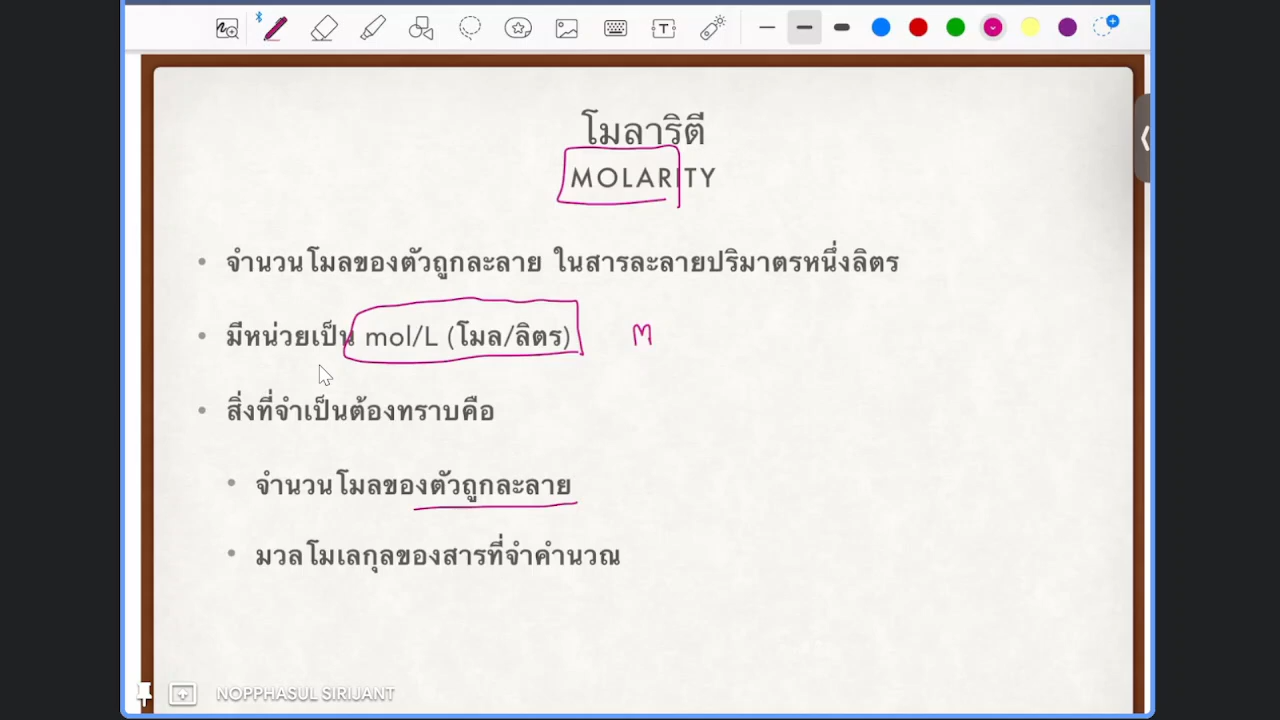 โมลาริตี
MOLARITY
จำนวนโมลของตัวถูกละลาย ในสารละลายปริมาตรหนึ่งลิตร
มีหน่วยเป็น mol/L (โมล/ลิตร) M
สิ่งที่จำเป็นต้องทราบคือ
จำนวนโมลของตัวถูกละลาย
มวลโมเลกุลของสารที่จำคำนวณ
NOPPHASUL SIRIJANT